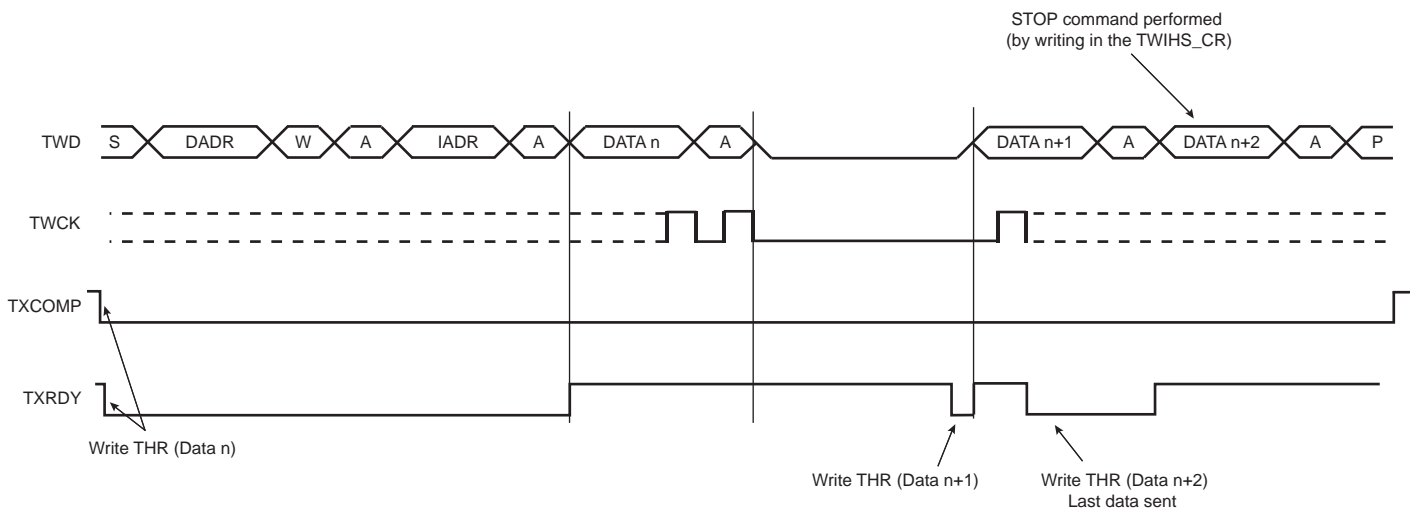 STOP command performed
(by writing in the TWIHS_CR)
TWD S DADR W A IADR A DATA n A DATA n+1 A DATA n+2 A P
TWCK
TXCOMP
TXRDY
Write THR (Data n)
Write THR (Data n+1)
Write THR (Data n+2)
Last data sent